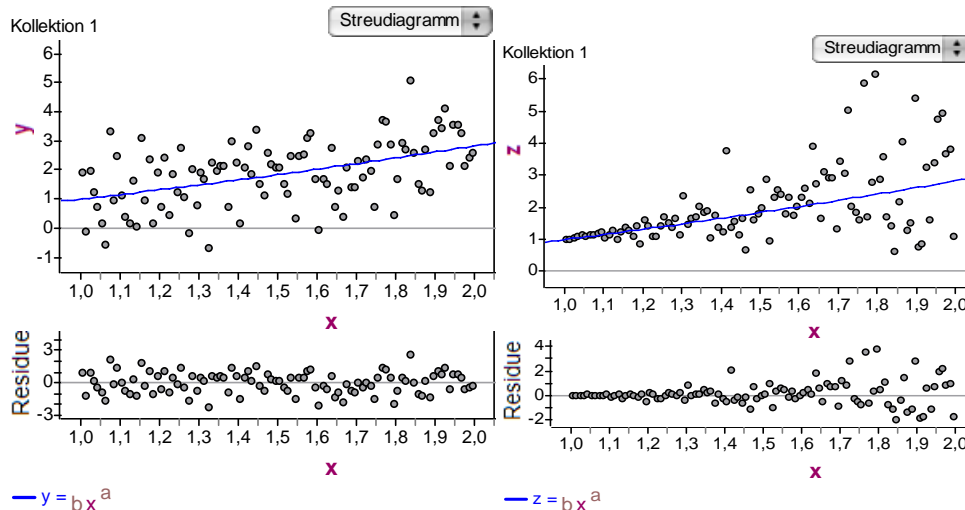 Kollektion 1
Streudiagramm
y
6
5
4
3
2
1
0
-1
1,0 1,1 1,2 1,3 1,4 1,5 1,6 1,7 1,8 1,9 2,0
x
Residue
3
0
-3
1,0 1,1 1,2 1,3 1,4 1,5 1,6 1,7 1,8 1,9 2,0
x
y = b x a
Kollektion 1
Streudiagramm
z
6
5
4
3
2
1
0
1,0 1,1 1,2 1,3 1,4 1,5 1,6 1,7 1,8 1,9 2,0
x
Residue
4
2
0
-2
1,0 1,1 1,2 1,3 1,4 1,5 1,6 1,7 1,8 1,9 2,0
x
z = b x a